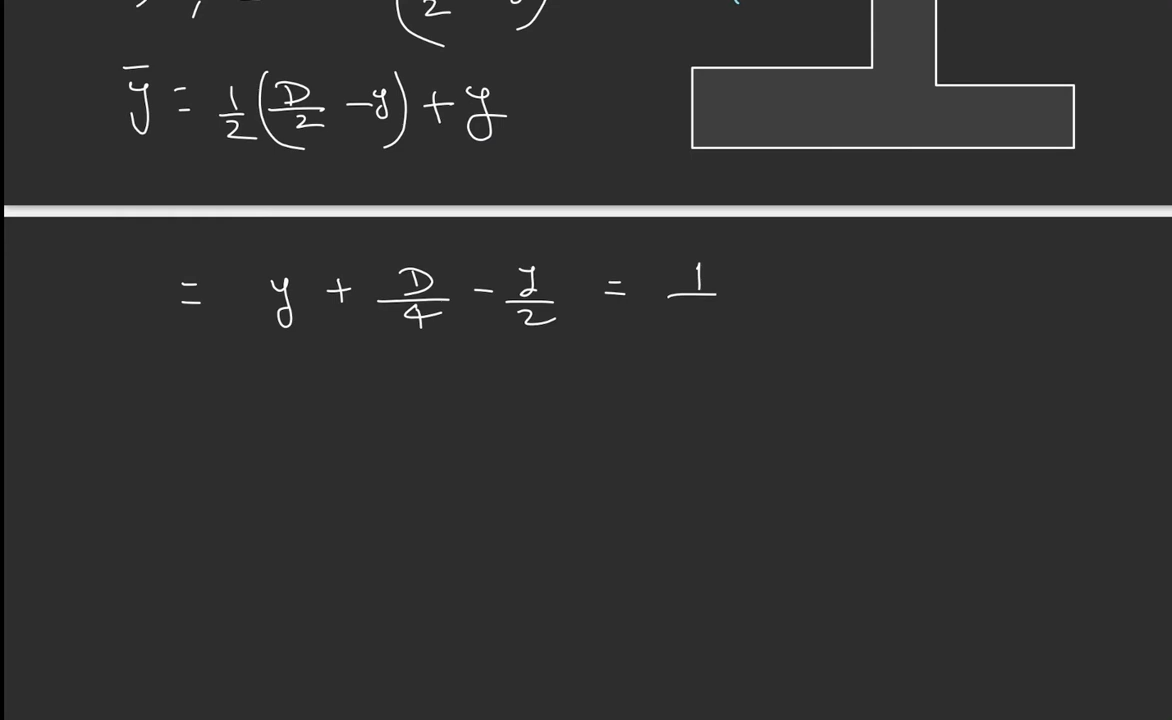 ȳ = 1/2 (D/2 - y) + y
= y + D/4 - y/2 = 1